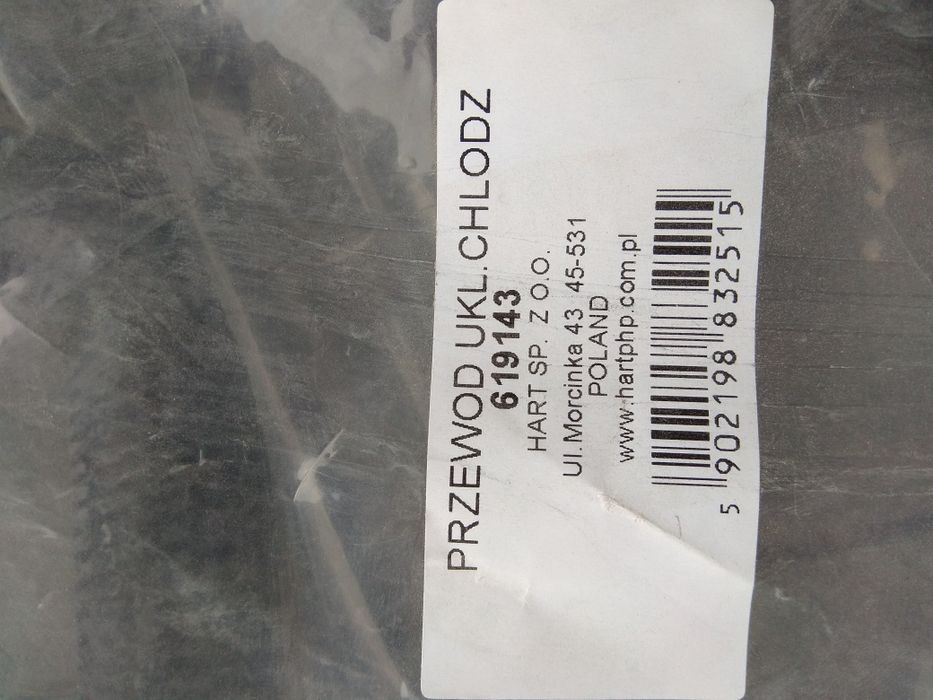 PRZEWOD UKL.CHLODZ
619143
HART SP. Z O.O.
Ul.Morcinka 43 45-531
POLAND
www.hartphp.com.pl
5 902198 832515